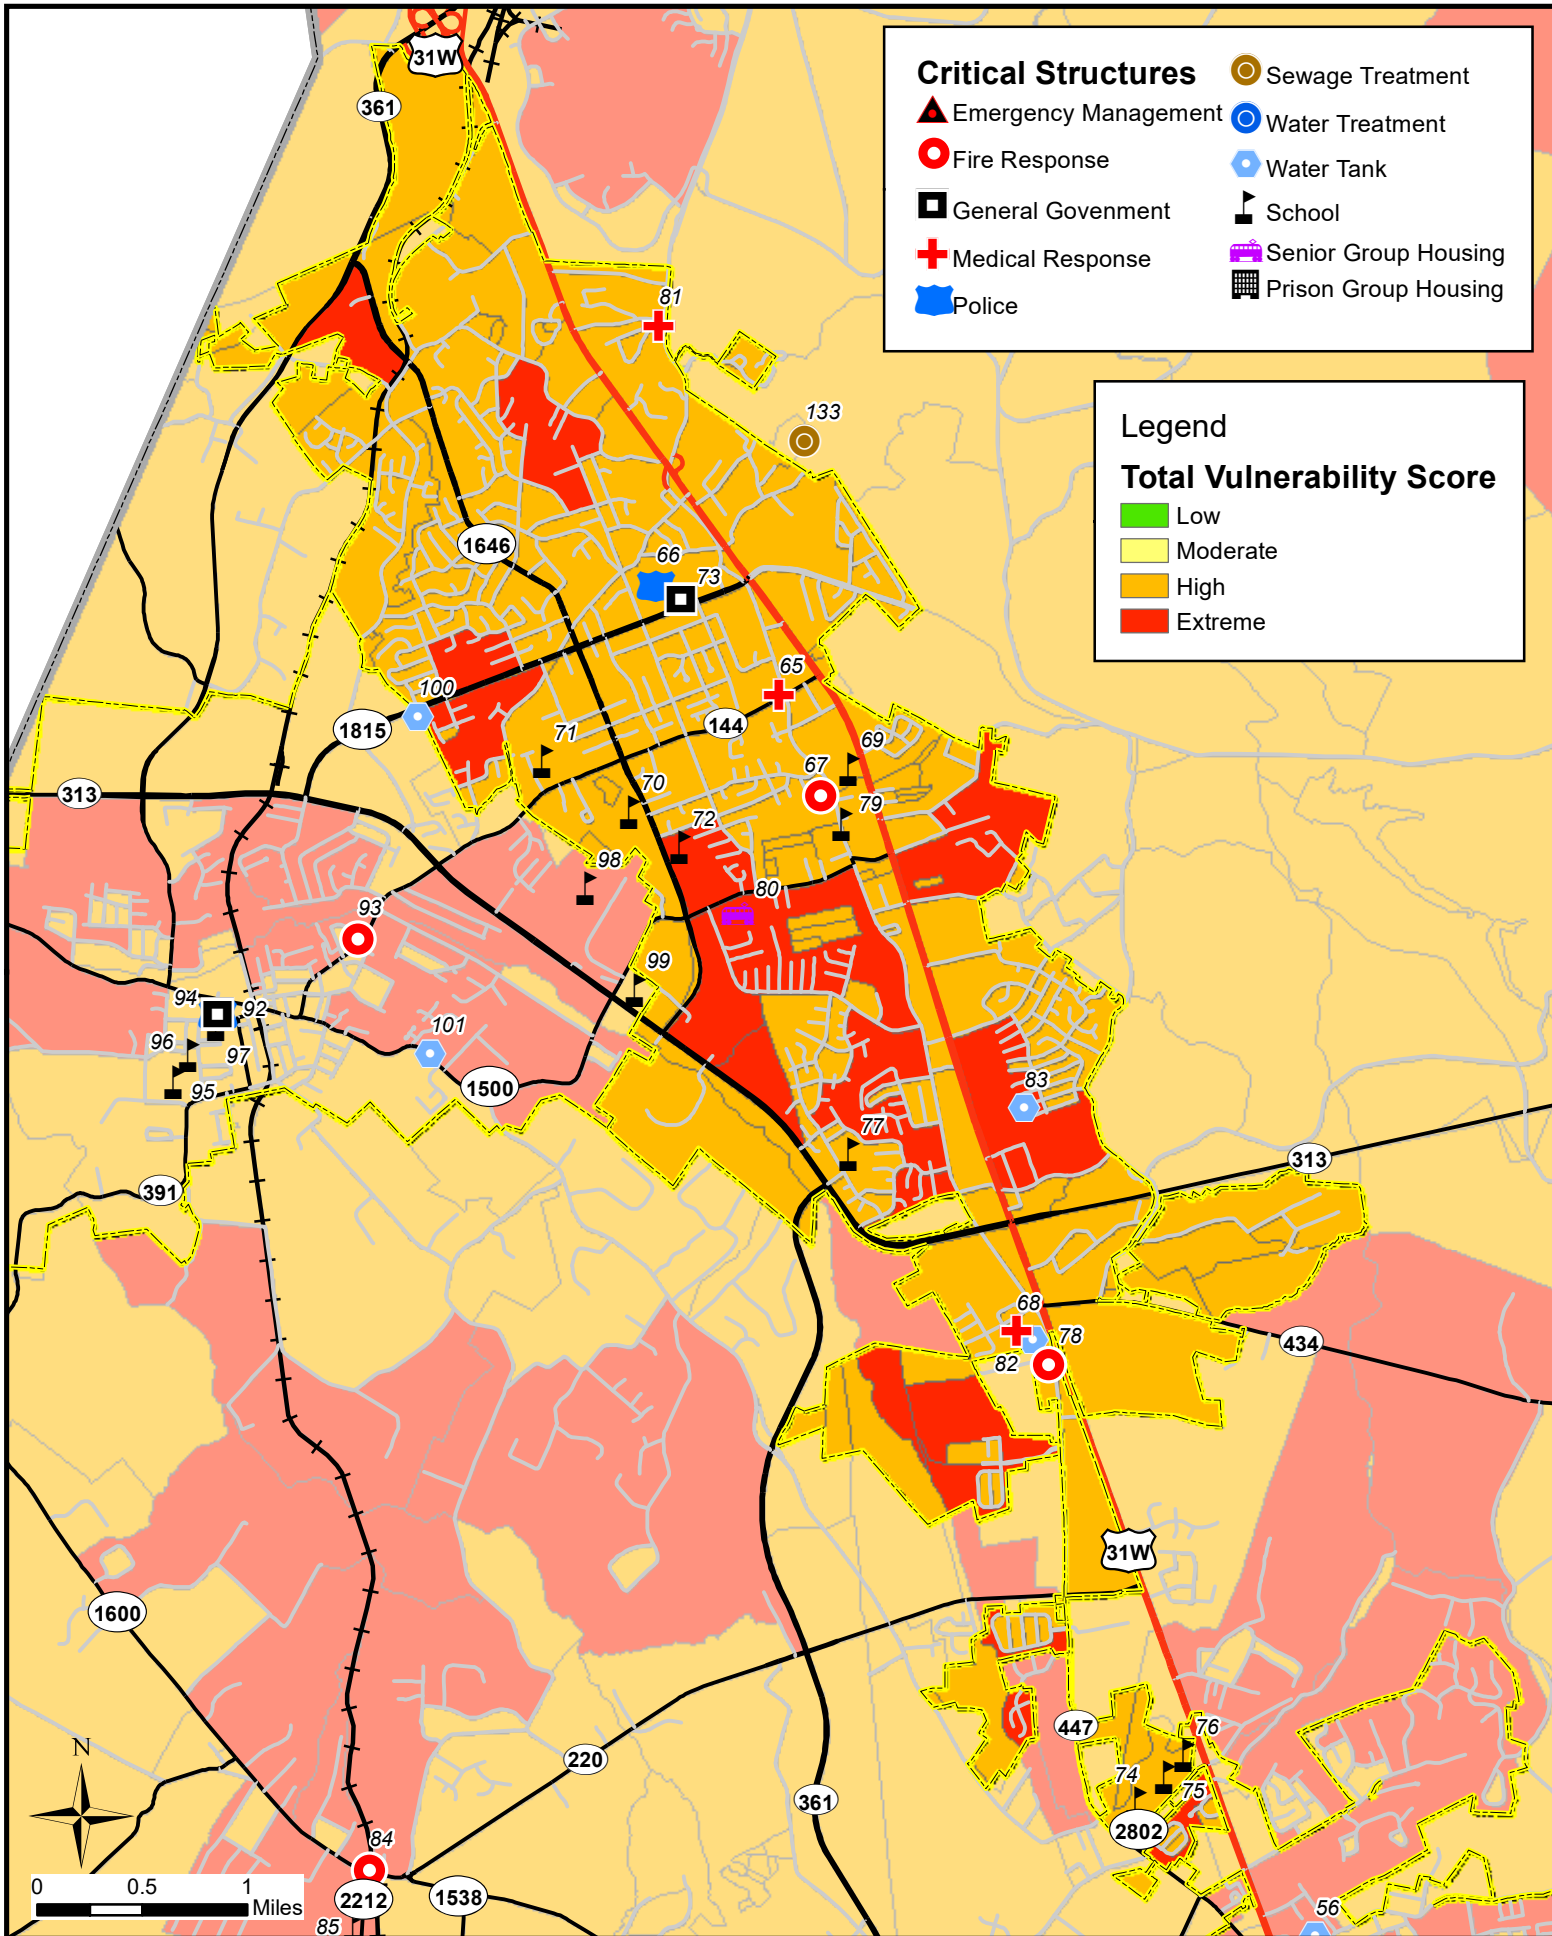 31W
361
Critical Structures
Emergency Management
Fire Response
General Govenment
Medical Response
Police
Sewage Treatment
Water Treatment
Water Tank
School
Senior Group Housing
Prison Group Housing
81
133
Legend
Total Vulnerability Score
Low
Moderate
High
Extreme
1646
66
73
65
100
1815
144
71
69
67
313
70
79
72
98
80
93
99
94
92
101
96
97
1500
95
83
77
313
391
68
78
434
82
31W
1600
447
76
N
220
74
75
361
2802
84
0 0.5 1
Miles
2212
1538
56
85